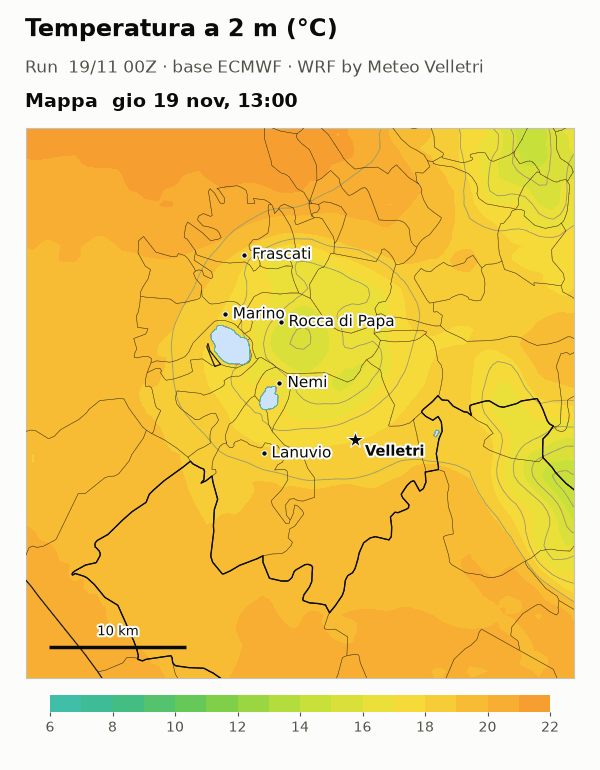 Temperatura a 2 m (°C)
Run  19/11 00Z · base ECMWF · WRF by Meteo Velletri
Mappa  gio 19 nov, 13:00
Frascati
Marino
Rocca di Papa
Nemi
Velletri
Lanuvio
10 km
6 8 10 12 14 16 18 20 22